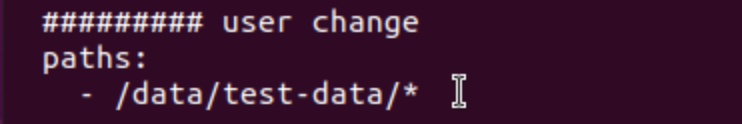 ######### user change
paths:
  - /data/test-data/*